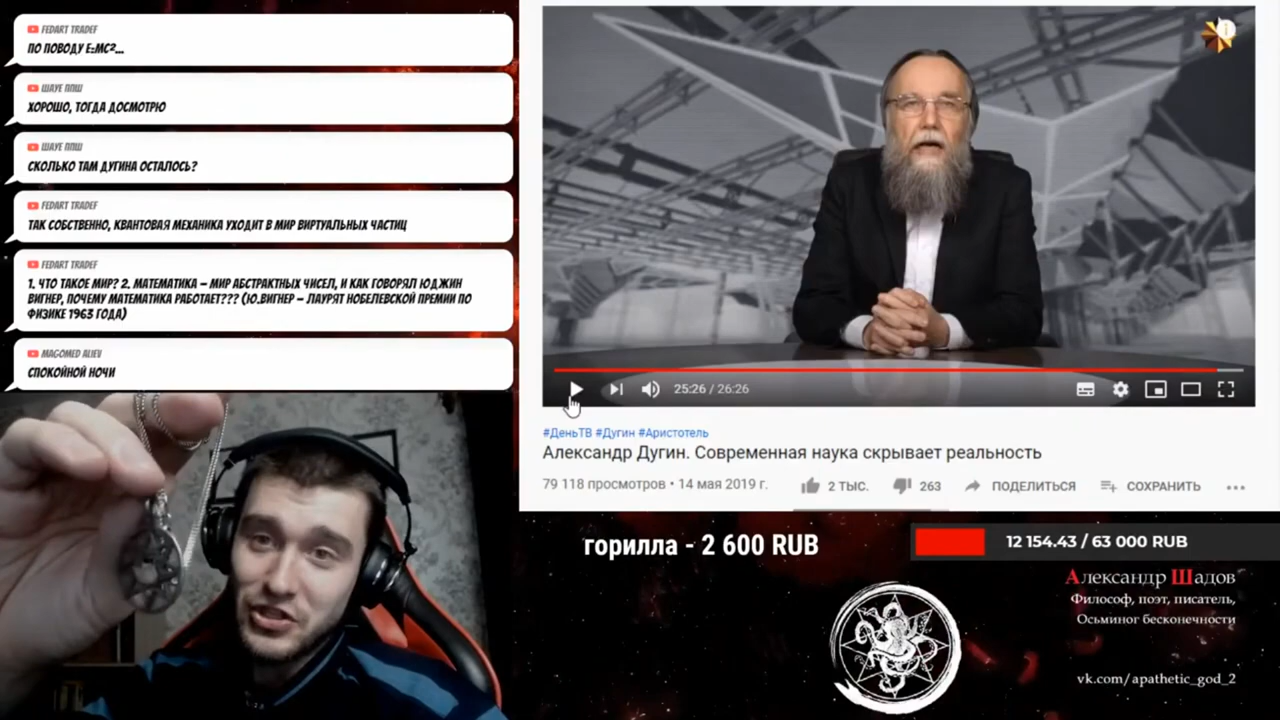 FEDART TRADEF
ПО ПОВОДУ E=MC²...
ШАУЕ ППШ
ХОРОШО, ТОГДА ДОСМОТРЮ
ШАУЕ ППШ
СКОЛЬКО ТАМ ДУГИНА ОСТАЛОСЬ?
FEDART TRADEF
ТАК СОБСТВЕННО, КВАНТОВАЯ МЕХАНИКА УХОДИТ В МИР ВИРТУАЛЬНЫХ ЧАСТИЦ
FEDART TRADEF
1. ЧТО ТАКОЕ МИР? 2. МАТЕМАТИКА – МИР АБСТРАКТНЫХ ЧИСЕЛ, И КАК ГОВОРЯЛ ЮДЖИН
ВИГНЕР, ПОЧЕМУ МАТЕМАТИКА РАБОТАЕТ??? (Ю.ВИГНЕР – ЛАУРЯТ НОБЕЛЕВСКОЙ ПРЕМИИ ПО
ФИЗИКЕ 1963 ГОДА)
MAGOMED ALIEV
СПОКОЙНОЙ НОЧИ
25:26 / 26:26
#ДеньТВ #Дугин #Аристотель
Александр Дугин. Современная наука скрывает реальность
79 118 просмотров • 14 мая 2019 г.
2 ТЫС.
263
ПОДЕЛИТЬСЯ
СОХРАНИТЬ
горилла - 2 600 RUB
12 154.43 / 63 000 RUB
Александр Шадов
Философ, поэт, писатель,
Осьминог бесконечности
vk.com/apathetic_god_2